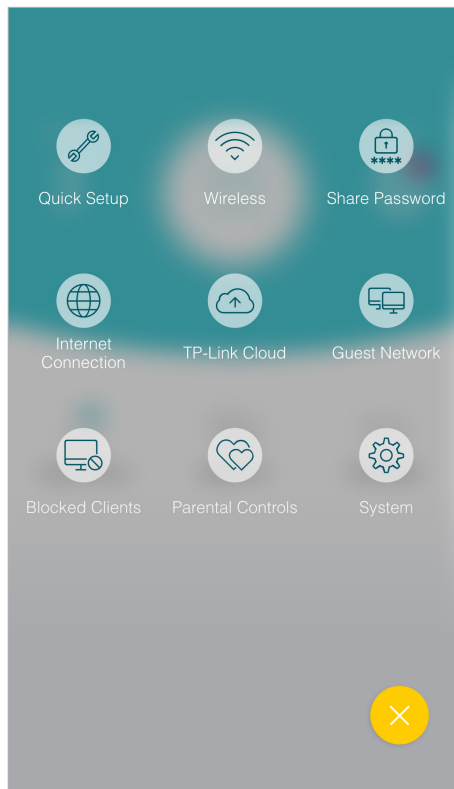 ****
Quick Setup
Wireless
Share Password
Internet
Connection
TP-Link Cloud
Guest Network
Blocked Clients
Parental Controls
System